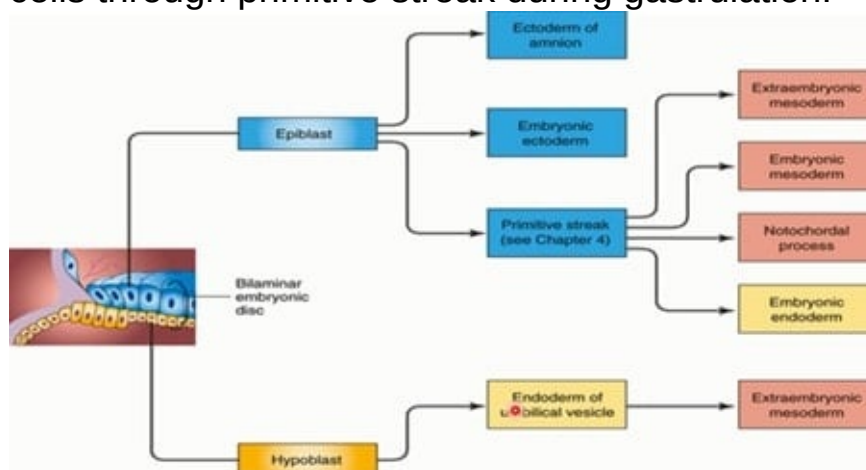 cells through primitive streak during gastrulation.
Ectoderm of
amnion
Extraembryonic
mesoderm
Epiblast
Embryonic
ectoderm
Embryonic
mesoderm
Primitive streak
(see Chapter 4)
Notochordal
process
Bilaminar
embryonic
disc
Embryonic
endoderm
Endoderm of
umbilical vesicle
Extraembryonic
mesoderm
Hypoblast